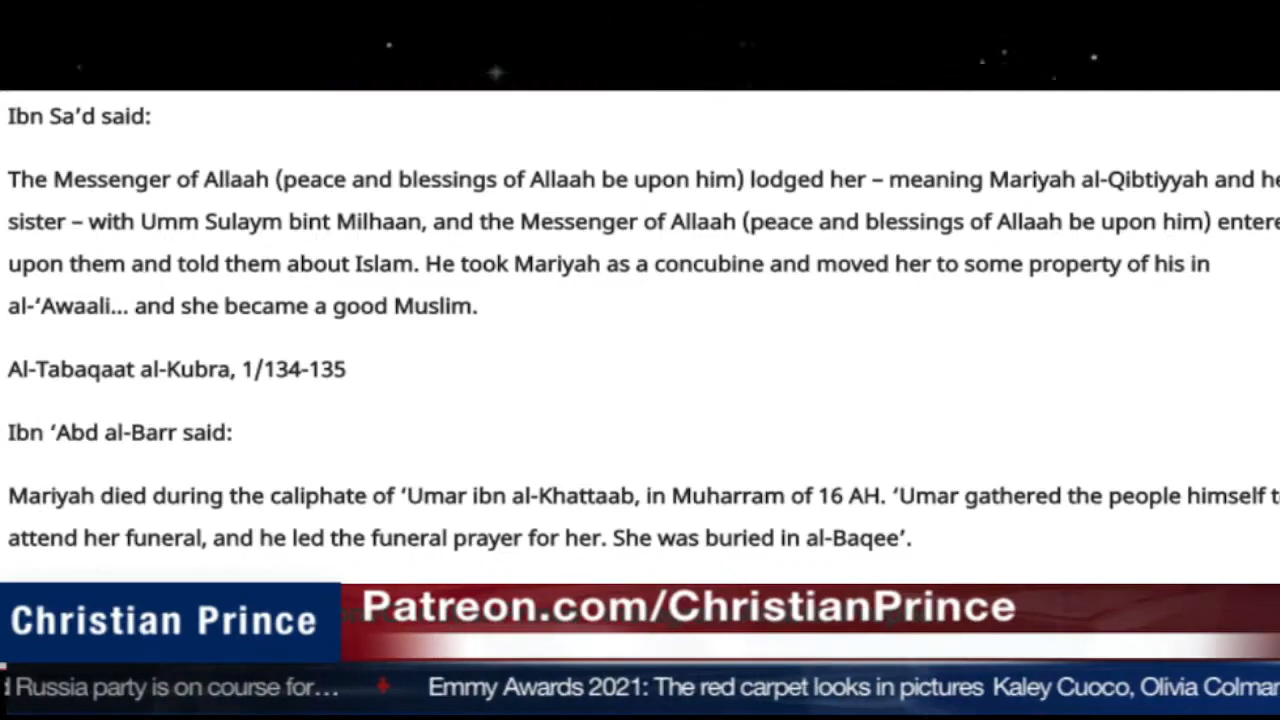 Ibn Sa’d said:
The Messenger of Allaah (peace and blessings of Allaah be upon him) lodged her – meaning Mariyah al-Qibtiyyah and he
sister – with Umm Sulaym bint Milhaan, and the Messenger of Allaah (peace and blessings of Allaah be upon him) entere
upon them and told them about Islam. He took Mariyah as a concubine and moved her to some property of his in
al-‘Awaali... and she became a good Muslim.
Al-Tabaqaat al-Kubra, 1/134-135
Ibn ‘Abd al-Barr said:
Mariyah died during the caliphate of ‘Umar ibn al-Khattaab, in Muharram of 16 AH. ‘Umar gathered the people himself t
attend her funeral, and he led the funeral prayer for her. She was buried in al-Baqee’.
Christian Prince
Patreon.com/ChristianPrince
d Russia party is on course for... Emmy Awards 2021: The red carpet looks in pictures Kaley Cuoco, Olivia Colmar